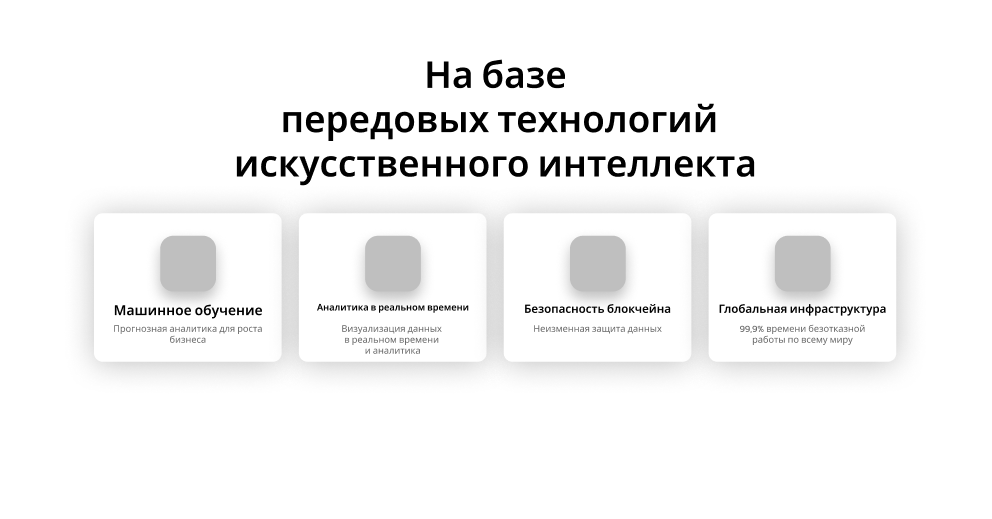 На базе
передовых технологий
искусственного интеллекта
Машинное обучение
Прогнозная аналитика для роста
бизнеса
Аналитика в реальном времени
Визуализация данных
в реальном времени
и аналитика
Безопасность блокчейна
Неизменная защита данных
Глобальная инфраструктура
99,9% времени безотказной
работы по всему миру